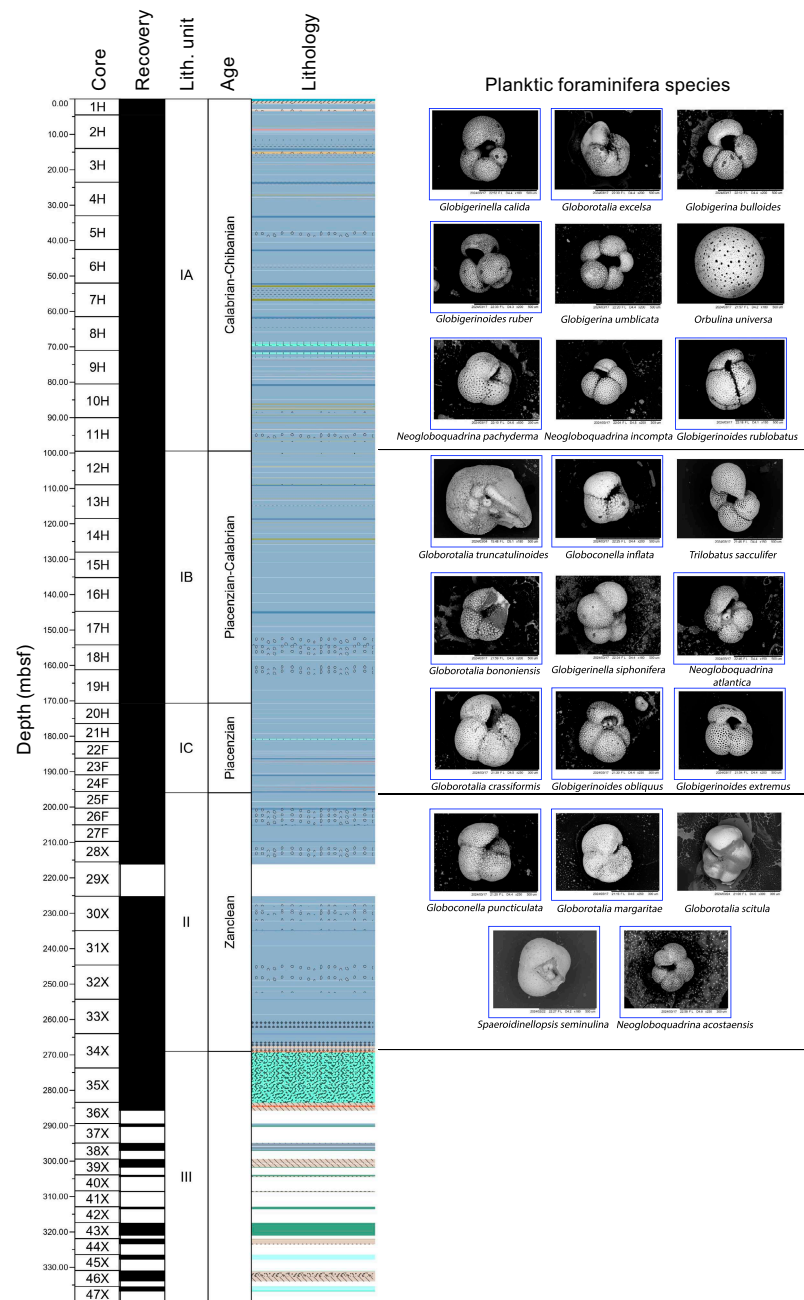 Core
Recovery
Lith. unit
Age
Lithology
Planktic foraminifera species
Depth (mbsf)
0.00
10.00
20.00
30.00
40.00
50.00
60.00
70.00
80.00
90.00
100.00
110.00
120.00
130.00
140.00
150.00
160.00
170.00
180.00
190.00
200.00
210.00
220.00
230.00
240.00
250.00
260.00
270.00
280.00
290.00
300.00
310.00
320.00
330.00
1H
2H
3H
4H
5H
6H
7H
8H
9H
10H
11H
12H
13H
14H
15H
16H
17H
18H
19H
20H
21H
22F
23F
24F
25F
26F
27F
28X
29X
30X
31X
32X
33X
34X
35X
36X
37X
38X
39X
40X
41X
42X
43X
44X
45X
46X
47X
IA
IB
IC
II
III
Calabrian-Chibanian
Piacenzian-Calabrian
Piacenzian
Zanclean
Globigerinella calida
Globorotalia excelsa
Globigerina bulloides
Globigerinoides ruber
Globigerina umblicata
Orbulina universa
Neogloboquadrina pachyderma
Neogloboquadrina incompta
Globigerinoides rublobatus
Globorotalia truncatulinoides
Globoconella inflata
Trilobatus sacculifer
Globorotalia bononiensis
Globigerinella siphonifera
Neogloboquadrina
atlantica
Globorotalia crassiformis
Globigerinoides obliquus
Globigerinoides extremus
Globoconella puncticulata
Globorotalia margaritae
Globorotalia scitula
Spaeroidinellopsis seminulina
Neogloboquadrina acostaensis